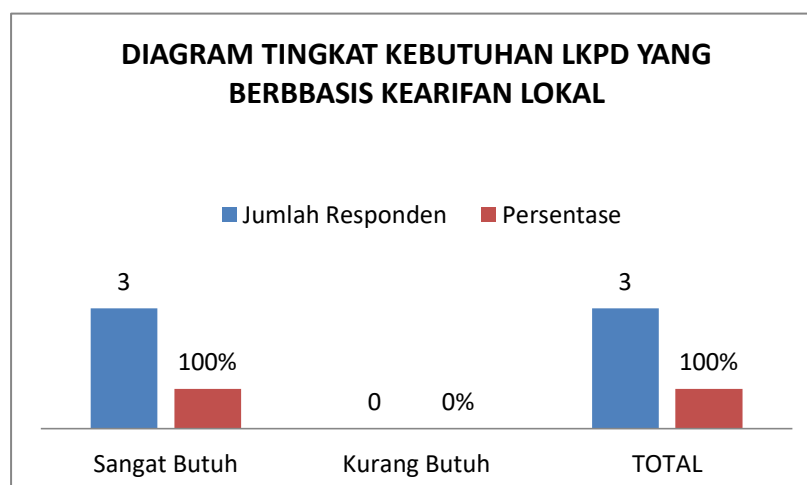 DIAGRAM TINGKAT KEBUTUHAN LKPD YANG
BERBBASIS KEARIFAN LOKAL
Jumlah Responden Persentase
3 3
100% 100%
0 0%
Sangat Butuh Kurang Butuh TOTAL